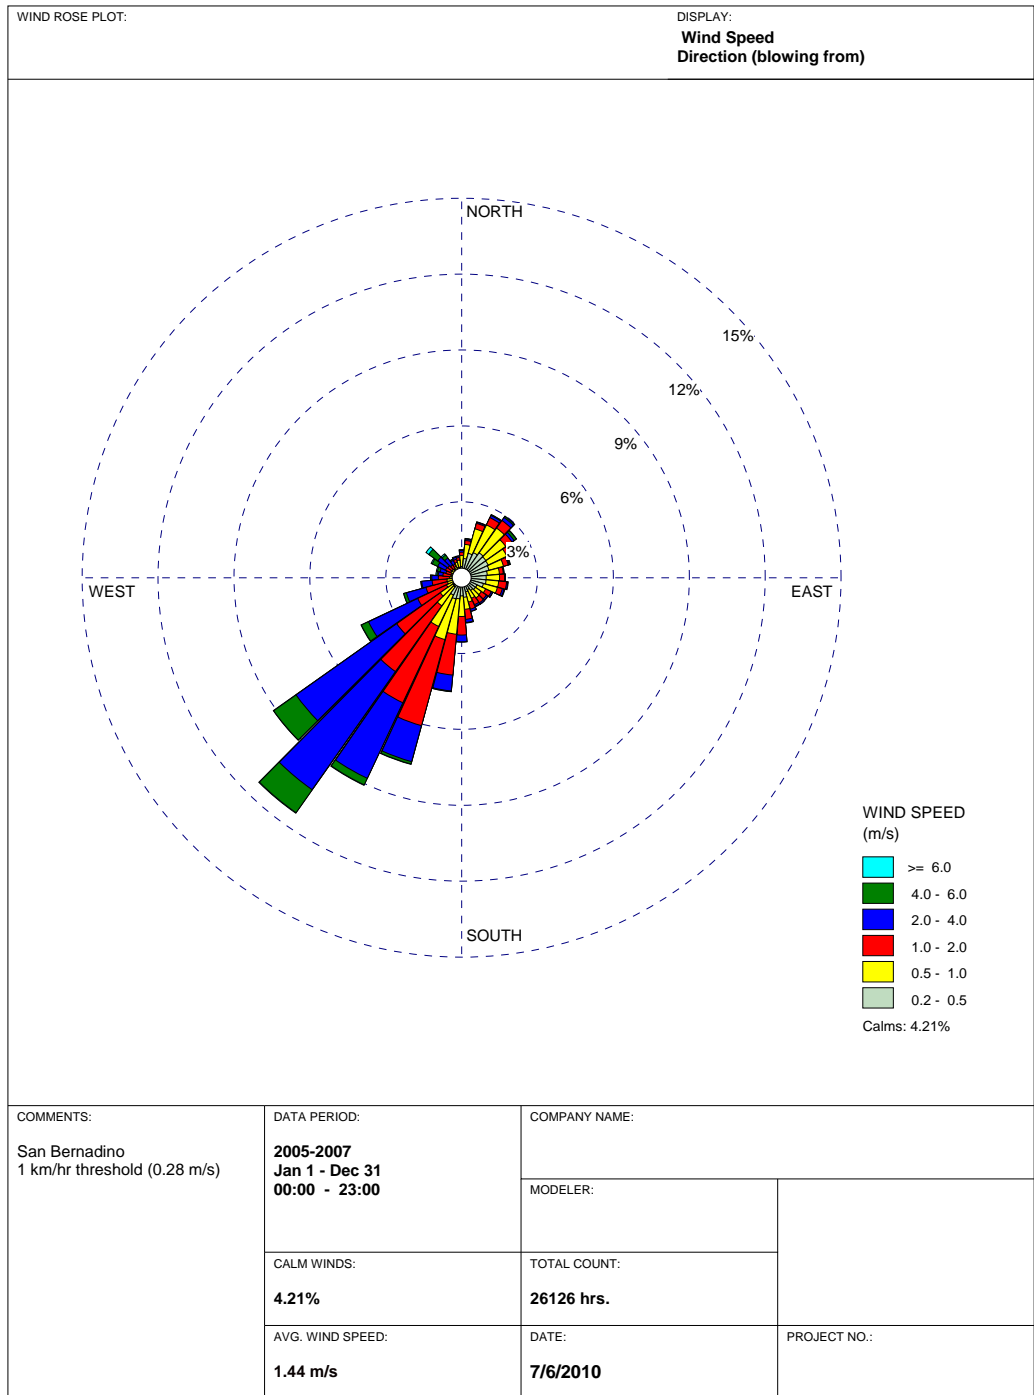 WIND ROSE PLOT:
DISPLAY:
Wind Speed
Direction (blowing from)
NORTH
15%
12%
9%
6%
3%
WEST
EAST
SOUTH
WIND SPEED
(m/s)
>= 6.0
4.0 - 6.0
2.0 - 4.0
1.0 - 2.0
0.5 - 1.0
0.2 - 0.5
Calms: 4.21%
COMMENTS:
San Bernadino
1 km/hr threshold (0.28 m/s)
DATA PERIOD:
2005-2007
Jan 1 - Dec 31
00:00 - 23:00
COMPANY NAME:
MODELER:
CALM WINDS:
4.21%
TOTAL COUNT:
26126 hrs.
AVG. WIND SPEED:
1.44 m/s
DATE:
7/6/2010
PROJECT NO.: